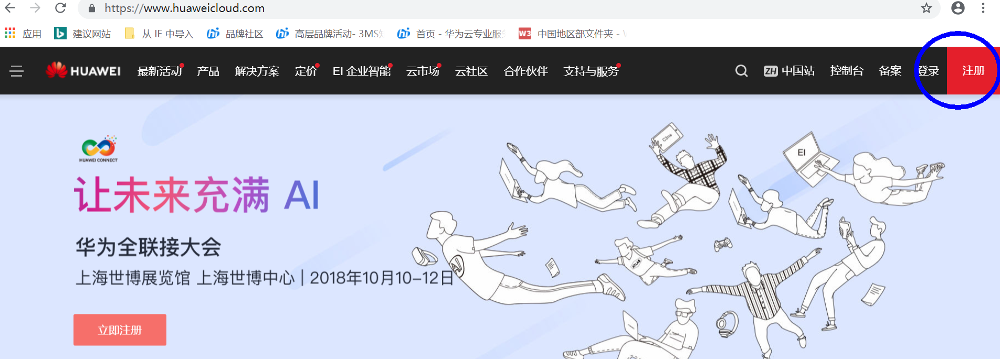 https://www.huaweicloud.com
应用 建议网站 从 IE 中导入 品牌社区 高层品牌活动- 3MS 首页 - 华为云专业服 W3 中国地区部文件夹 -
HUAWEI 最新活动 产品 解决方案 定价 EI 企业智能 云市场 云社区 合作伙伴 支持与服务 ZH 中国站 控制台 备案 登录 注册
HUAWEI CONNECT
让未来充满 AI
华为全联接大会
上海世博展览馆 上海世博中心 | 2018年10月10-12日
立即注册
C3ne
EI
AI
ATLAS